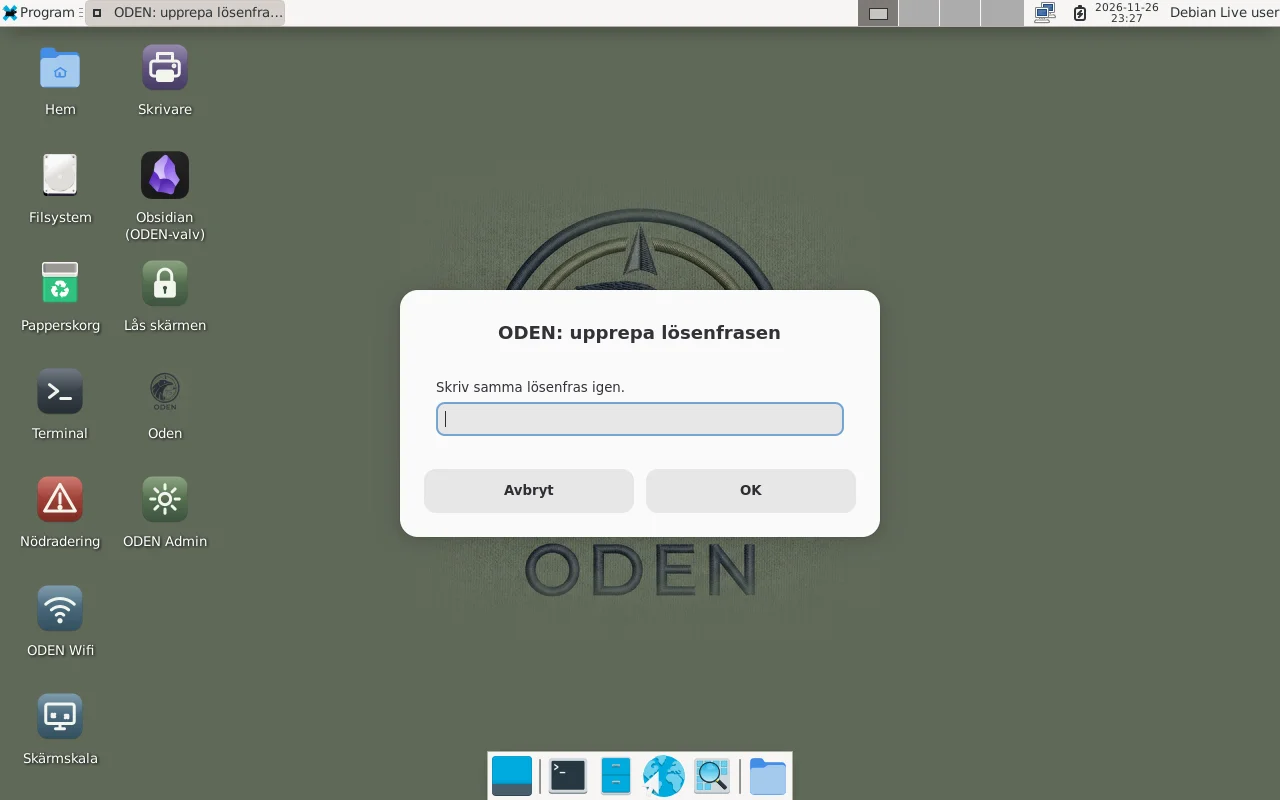 Program
ODEN: upprepa lösenfra...
2026-11-26
23:27
Debian Live user
Hem
Skrivare
Filsystem
Obsidian
(ODEN-valv)
Papperskorg
Lås skärmen
Terminal
ODEN
Oden
Nödradering
ODEN Admin
ODEN Wifi
Skärmskala
ODEN: upprepa lösenfrasen
Skriv samma lösenfras igen.
Avbryt
OK
ODEN